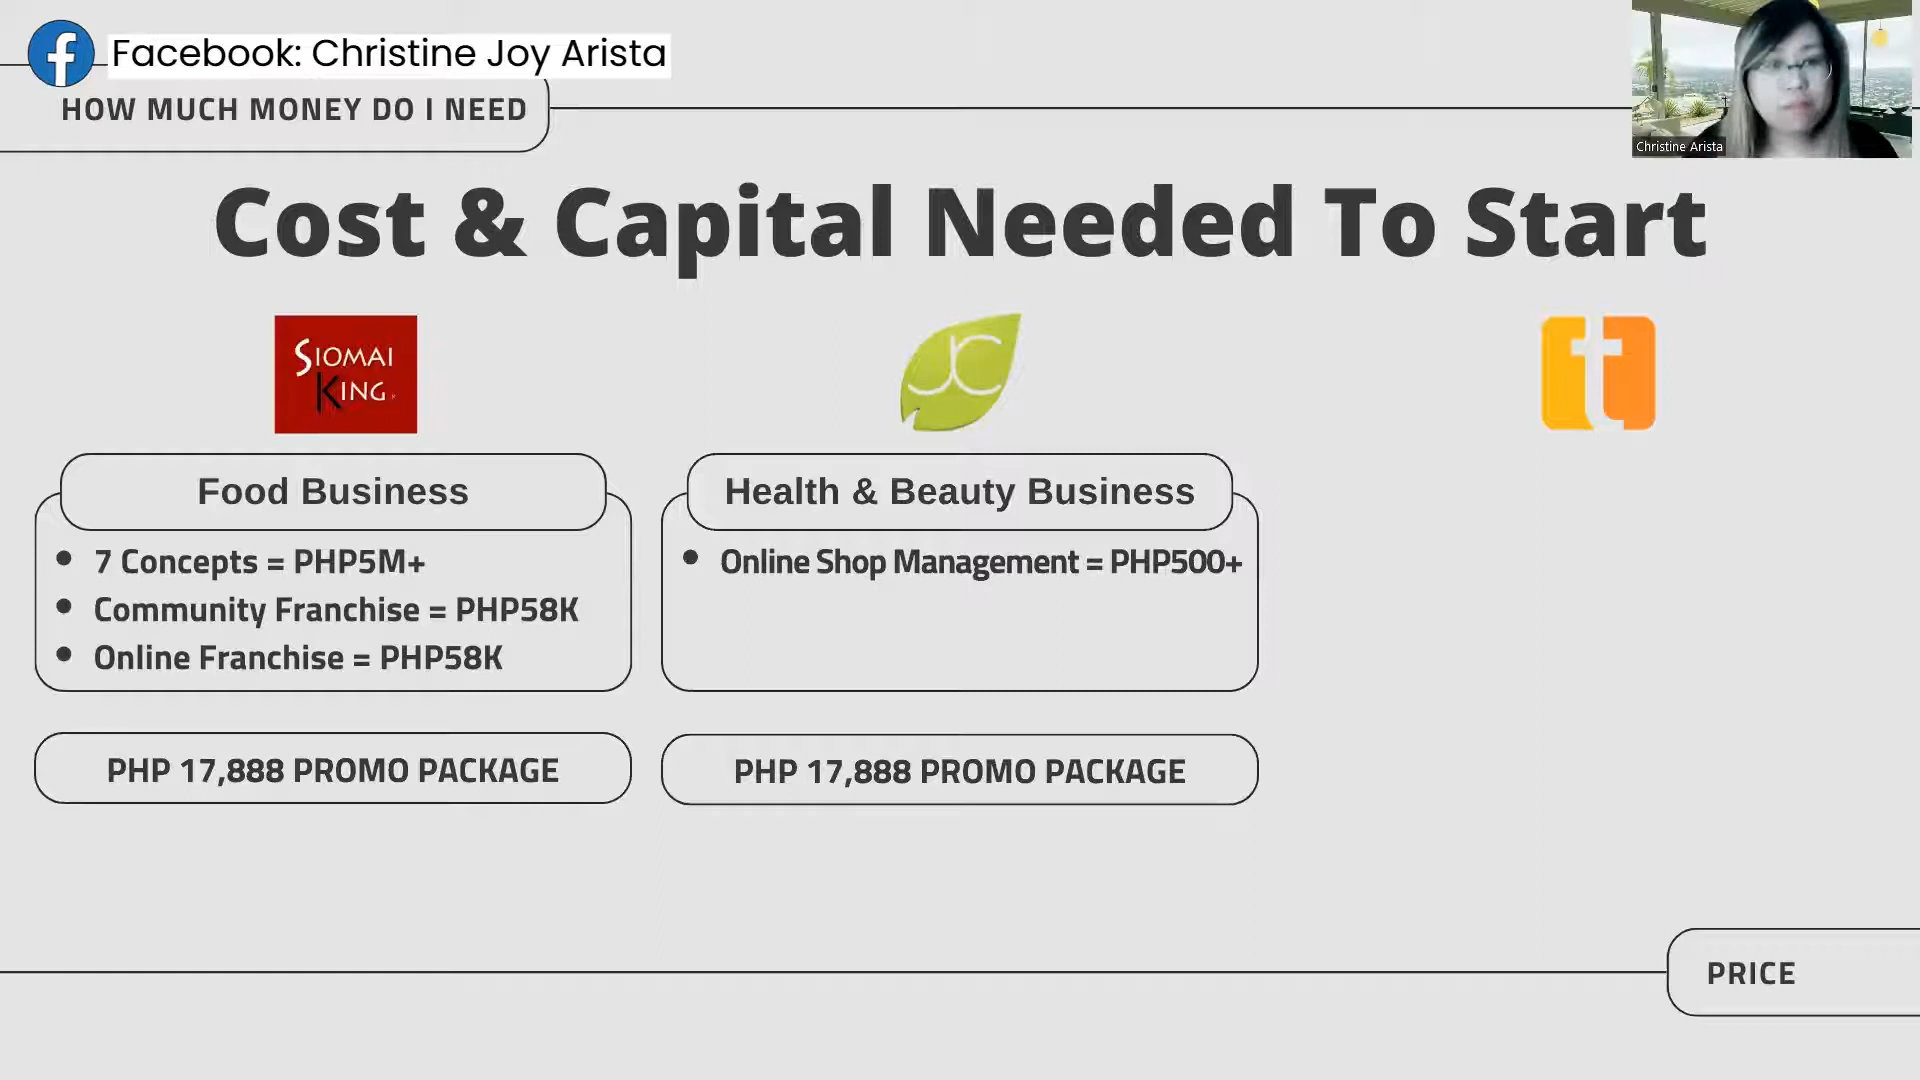 Facebook: Christine Joy Arista
HOW MUCH MONEY DO I NEED
Christine Arista
Cost & Capital Needed To Start
SIOMAI
KING
JC
t
Food Business
• 7 Concepts = PHP5M+
• Community Franchise = PHP58K
• Online Franchise = PHP58K
PHP 17,888 PROMO PACKAGE
Health & Beauty Business
• Online Shop Management = PHP500+
PHP 17,888 PROMO PACKAGE
PRICE